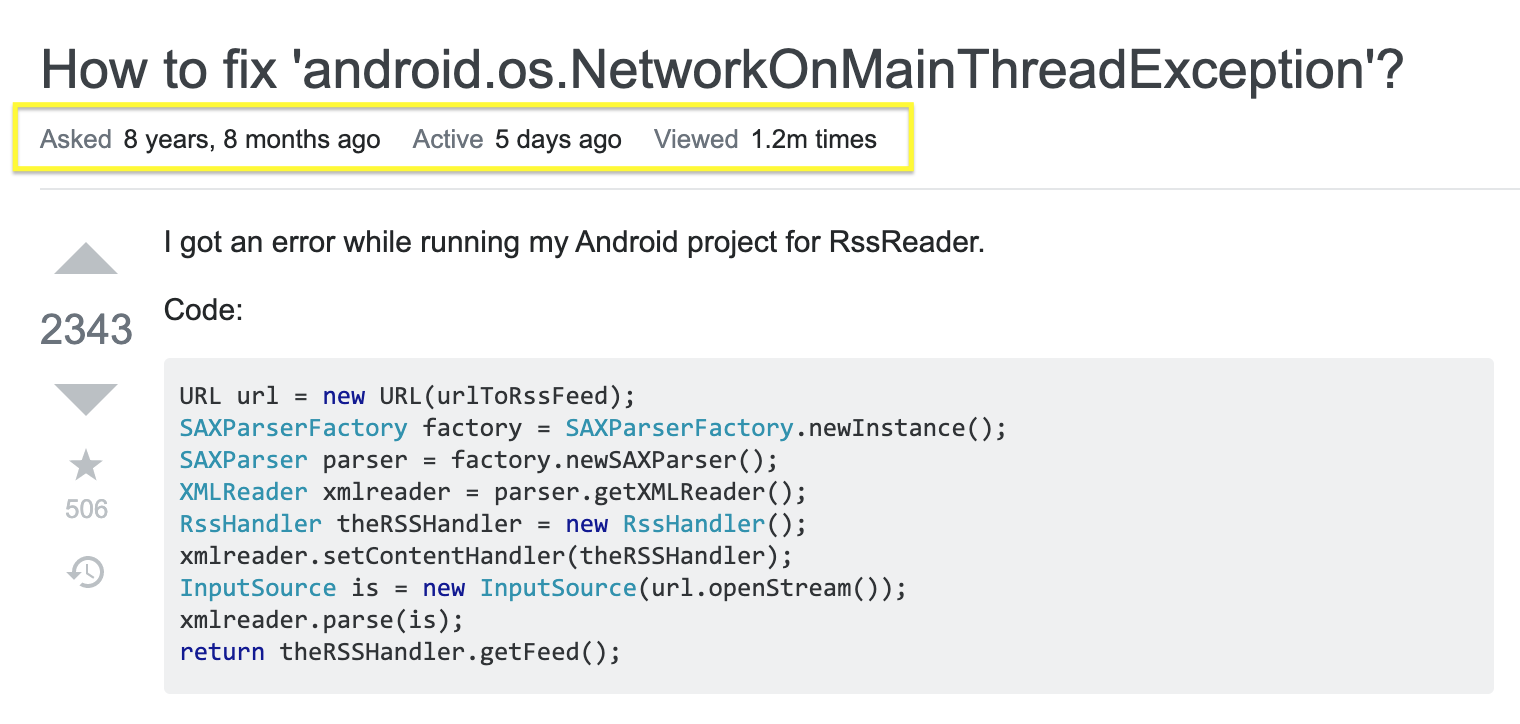 How to fix 'android.os.NetworkOnMainThreadException'?
Asked 8 years, 8 months ago Active 5 days ago Viewed 1.2m times
I got an error while running my Android project for RssReader.
Code:
2343
506
URL url = new URL(urlToRssFeed);
SAXParserFactory factory = SAXParserFactory.newInstance();
SAXParser parser = factory.newSAXParser();
XMLReader xmlreader = parser.getXMLReader();
RssHandler theRSSHandler = new RssHandler();
xmlreader.setContentHandler(theRSSHandler);
InputSource is = new InputSource(url.openStream());
xmlreader.parse(is);
return theRSSHandler.getFeed();